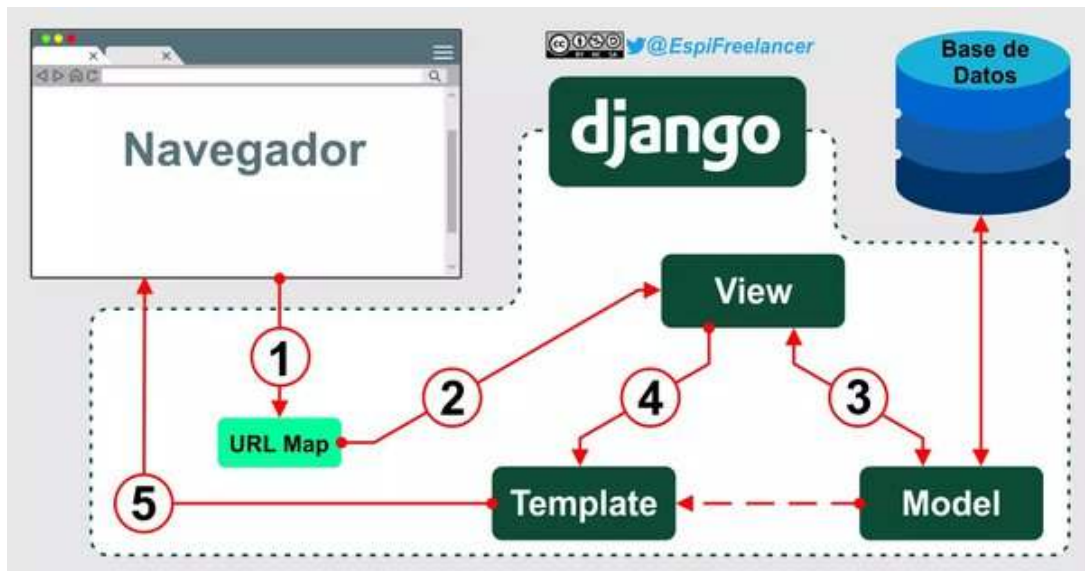 @EspiFreelancer
Base de
Datos
django
Navegador
View
1
2
4
3
URL Map
5
Template
Model